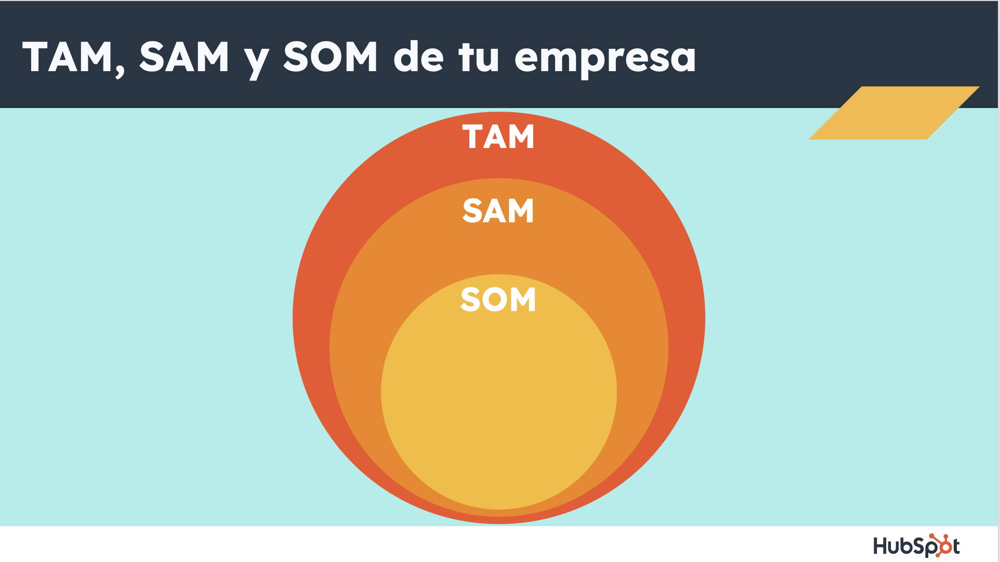 TAM, SAM y SOM de tu empresa
TAM
SAM
SOM
HubSpot